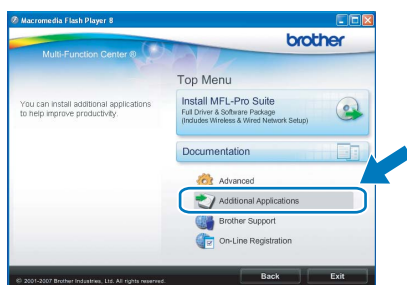 Macromedia Flash Player 8
brother
Multi-Function Center ®
Top Menu
You can install additional applications
to help improve productivity.
Install MFL-Pro Suite
Full Driver & Software Package
(Includes Wireless & Wired Network Setup)
Documentation
Advanced
Additional Applications
Brother Support
On-Line Registration
© 2001-2007 Brother Industries, Ltd. All rights reserved.
Back
Exit